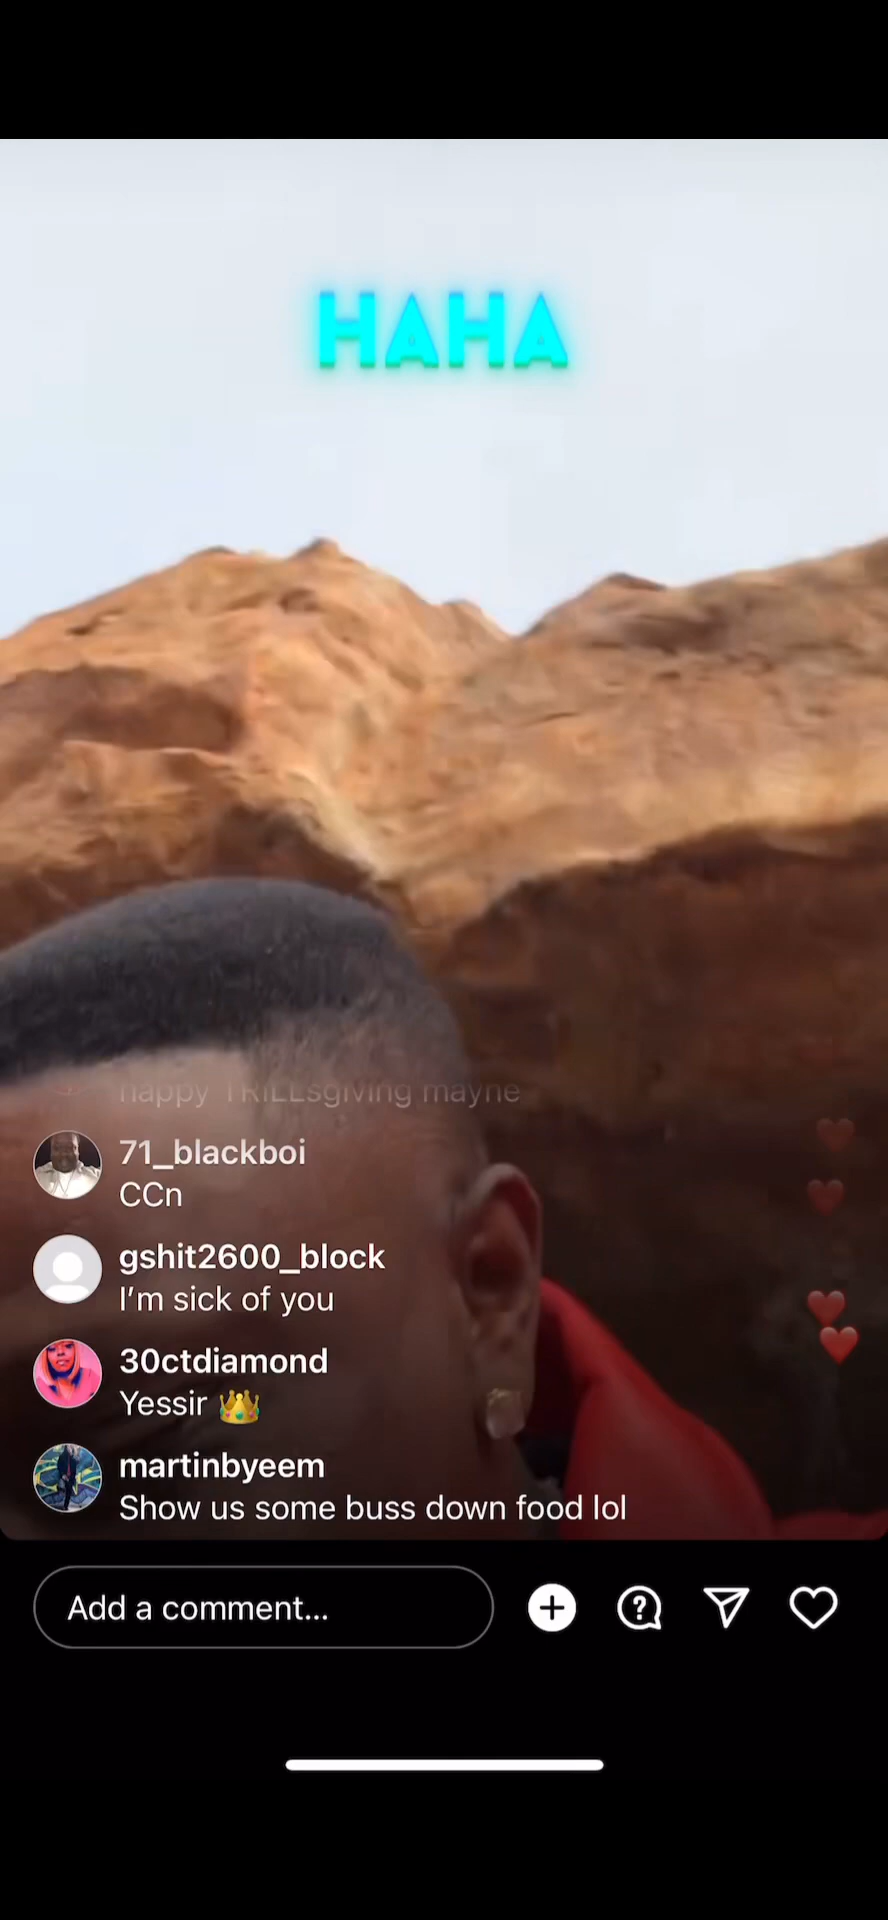 HAHA
happy TRILLsgiving mayne
71_blackboi
CCn
gshit2600_block
I'm sick of you
30ctdiamond
Yessir 👑
martinbyeem
Show us some buss down food lol
Add a comment...